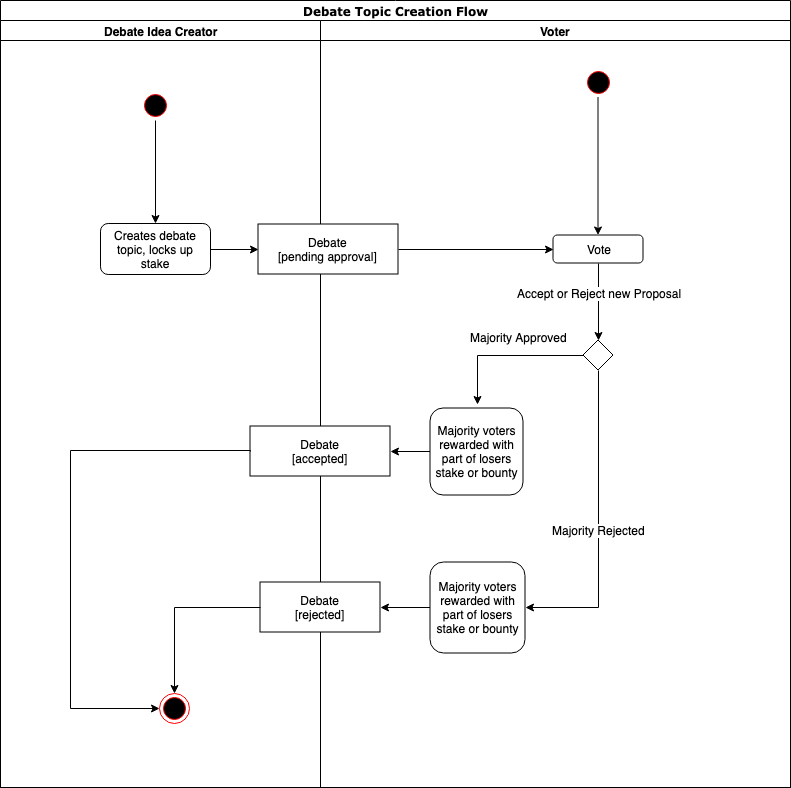 Debate Topic Creation Flow
Debate Idea Creator
Voter
Creates debate
topic, locks up
stake
Debate
[pending approval]
Vote
Accept or Reject new Proposal
Majority Approved
Majority voters
rewarded with
part of losers
stake or bounty
Debate
[accepted]
Majority Rejected
Majority voters
rewarded with
part of losers
stake or bounty
Debate
[rejected]